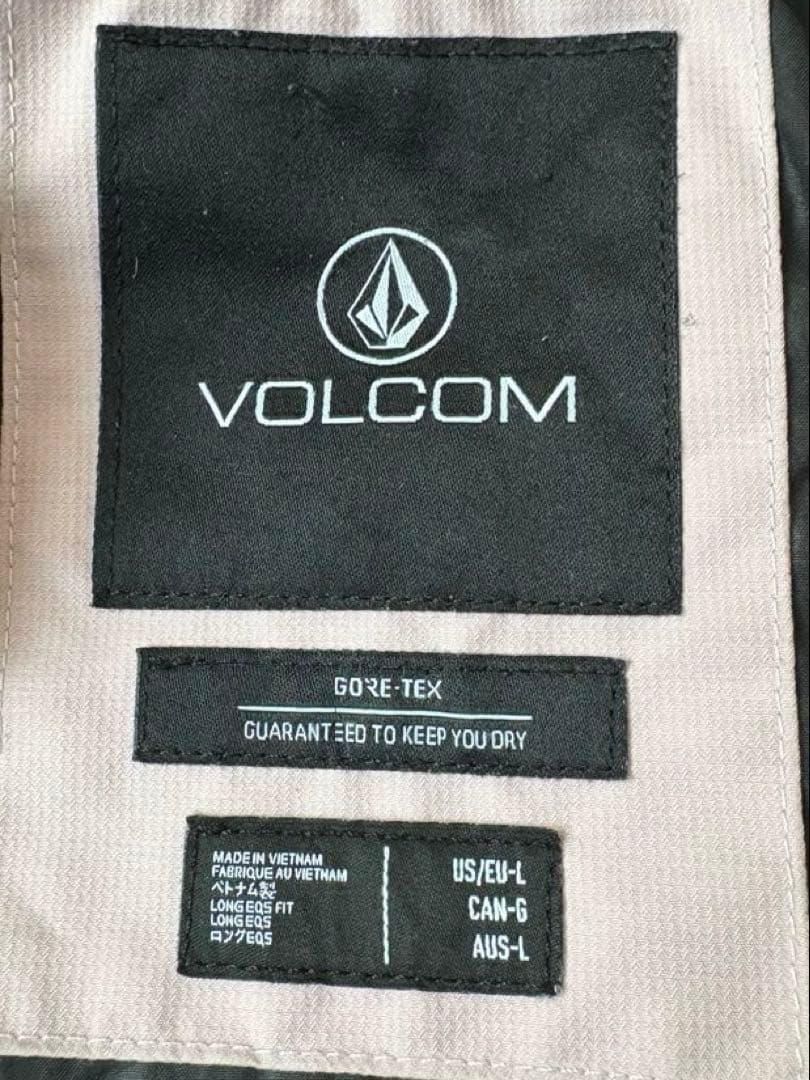 VOLCOM
GORE-TEX
GUARANTEED TO KEEP YOU DRY
MADE IN VIETNAM
FABRIQUE AU VIETNAM
ベトナム製
LONG EQS FIT
LONG EQS
ロングEQS
US/EU-L
CAN-G
AUS-L